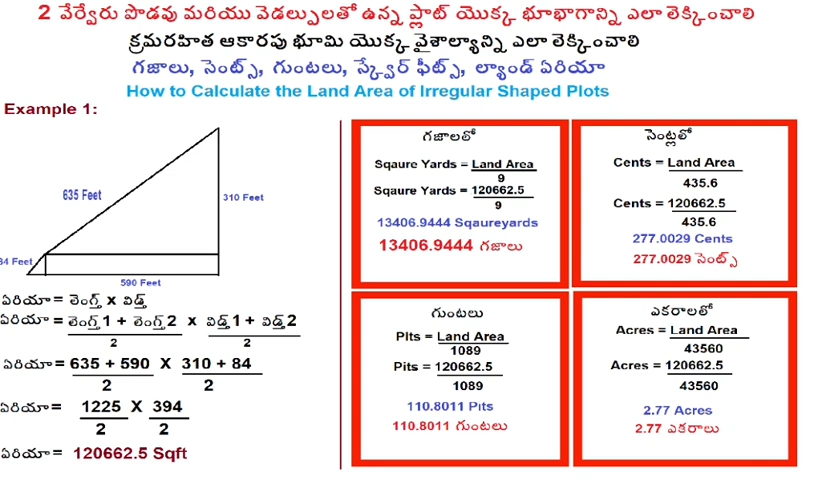 2 వేర్వేరు పొడవు మరియు వెడల్పులతో ఉన్న ప్లాట్ యొక్క భూభాగాన్ని ఎలా లెక్కించాలి
క్రమరహిత ఆకారపు భూమి యొక్క వైశాల్యాన్ని ఎలా లెక్కించాలి
గజాలు, సెంట్స్, గుంటలు, స్క్వేర్ ఫీట్స్, ల్యాండ్ ఏరియా
How to Calculate the Land Area of Irregular Shaped Plots
Example 1:
635 Feet
310 Feet
84 Feet
590 Feet
ఏరియా = లెంగ్త్ x విడ్త్
ఏరియా = లెంగ్త్ 1 + లెంగ్త్ 2 x విడ్త్ 1 + విడ్త్ 2
2 2
ఏరియా = 635 + 590 X 310 + 84
2 2
ఏరియా = 1225 X 394
2 2
ఏరియా = 120662.5 Sqft
గజాలలో
Sqaure Yards = Land Area
9
Sqaure Yards = 120662.5
9
13406.9444 Sqaureyards
13406.9444 గజాలు
సెంట్లలో
Cents = Land Area
435.6
Cents = 120662.5
435.6
277.0029 Cents
277.0029 సెంట్స్
గుంటలు
Pits = Land Area
1089
Pits = 120662.5
1089
110.8011 Pits
110.8011 గుంటలు
ఎకరాలలో
Acres = Land Area
43560
Acres = 120662.5
43560
2.77 Acres
2.77 ఎకరాలు